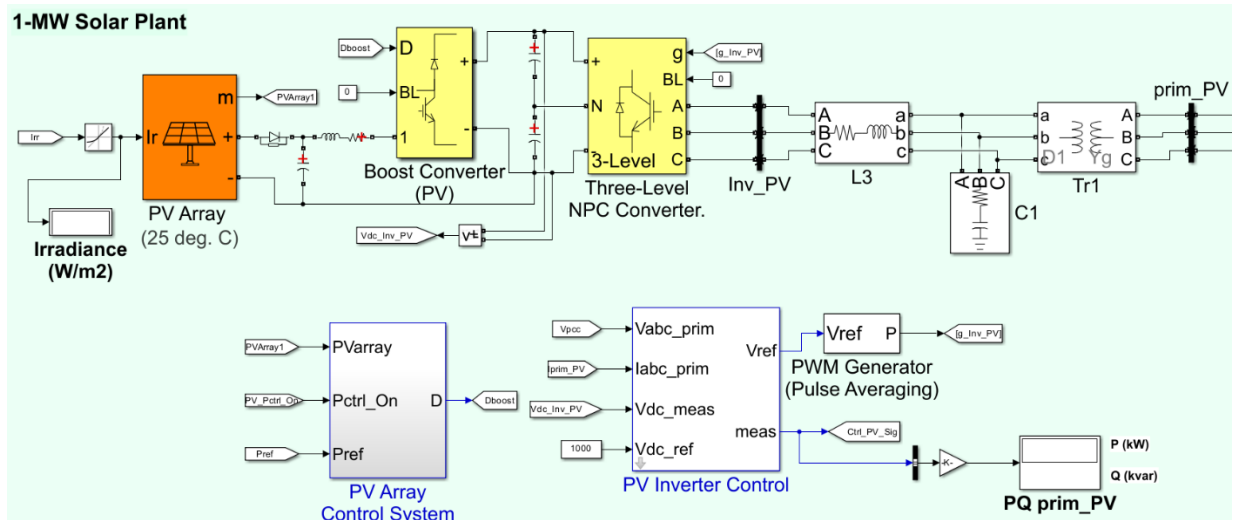 1-MW Solar Plant
Irr
Irradiance
(W/m2)
Ir
m
+
-
PV Array
(25 deg. C)
PVArray1
Dboost
0
D
BL
1
+
-
Boost Converter
(PV)
Vdc_Inv_PV
v
+
-
+
N
-
g
BL
A
B
C
3-Level
Three-Level
NPC Converter.
[g_Inv_PV]
0
Inv_PV
A
B
C
a
b
c
L3
A
B
C
C1
a
b
c
D1
Yg
A
B
C
Tr1
prim_PV
PVArray1
PV_Pctrl_On
Pref
PVarray
Pctrl_On
Pref
D
PV Array
Control System
Dboost
Vpcc
Iprim_PV
Vdc_Inv_PV
1000
Vabc_prim
Iabc_prim
Vdc_meas
Vdc_ref
Vref
meas
PV Inverter Control
Vref
P
PWM Generator
(Pulse Averaging)
[g_Inv_PV]
Ctrl_PV_Sig
-K-
P (kW)
Q (kvar)
PQ prim_PV